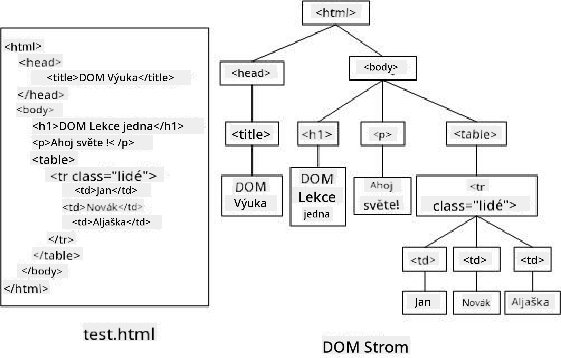 <html>
<head>
<title>DOM Výuka</title>
</head>
<body>
<h1>DOM Lekce jedna</h1>
<p>Ahoj světe !< /p>
<table>
<tr class="lidé">
<td>Jan</td>
<td>Novák</td>
<td>Aljaška</td>
</tr>
</table>
</body>
</html>
test.html
<html>
<head>
<body>
<title>
<h1>
<p>
<table>
DOM
Výuka
DOM
Lekce
jedna
Ahoj
světe!
<tr
class="lidé">
<td>
<td>
<td>
Jan
Novák
Aljaška
DOM Strom